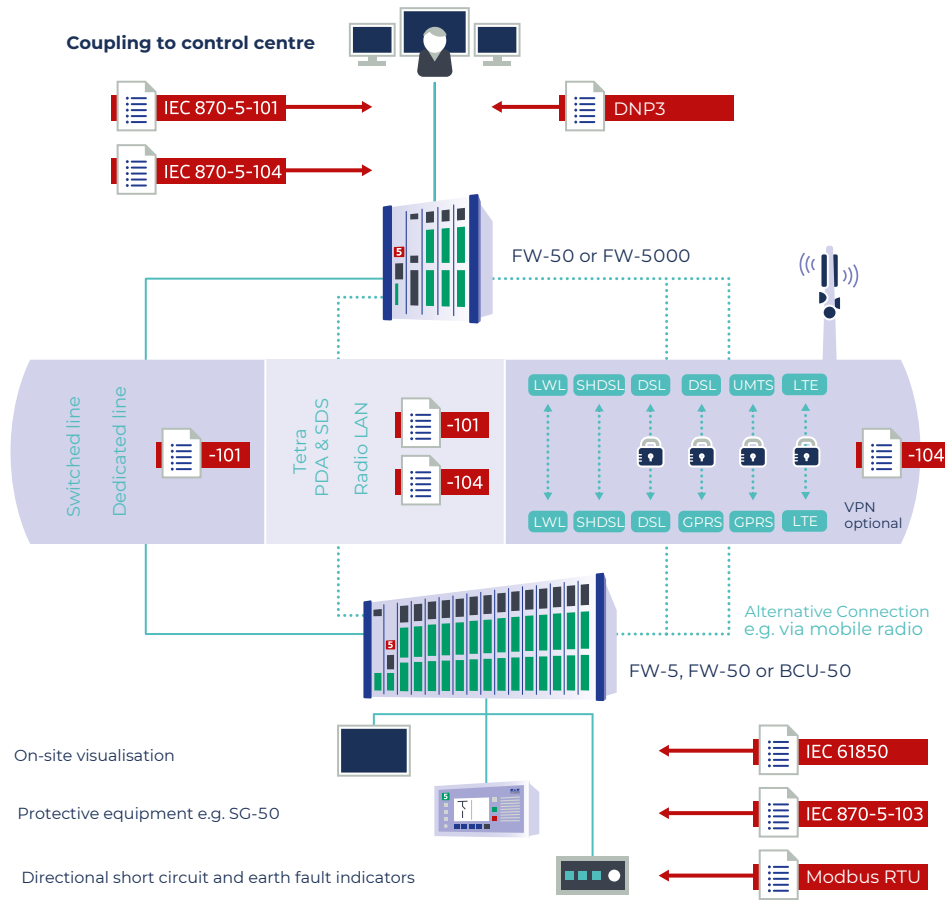 Coupling to control centre
IEC 870-5-101
DNP3
IEC 870-5-104
5
FW-50 or FW-5000
Switched line
Dedicated line
-101
Tetra
PDA & SDS
Radio LAN
-101
-104
LWL SHDSL DSL DSL UMTS LTE
-104
LWL SHDSL DSL GPRS GPRS LTE
VPN
optional
Alternative Connection
e.g. via mobile radio
5
FW-5, FW-50 or BCU-50
On-site visualisation
IEC 61850
5
Protective equipment e.g. SG-50
IEC 870-5-103
Directional short circuit and earth fault indicators
Modbus RTU